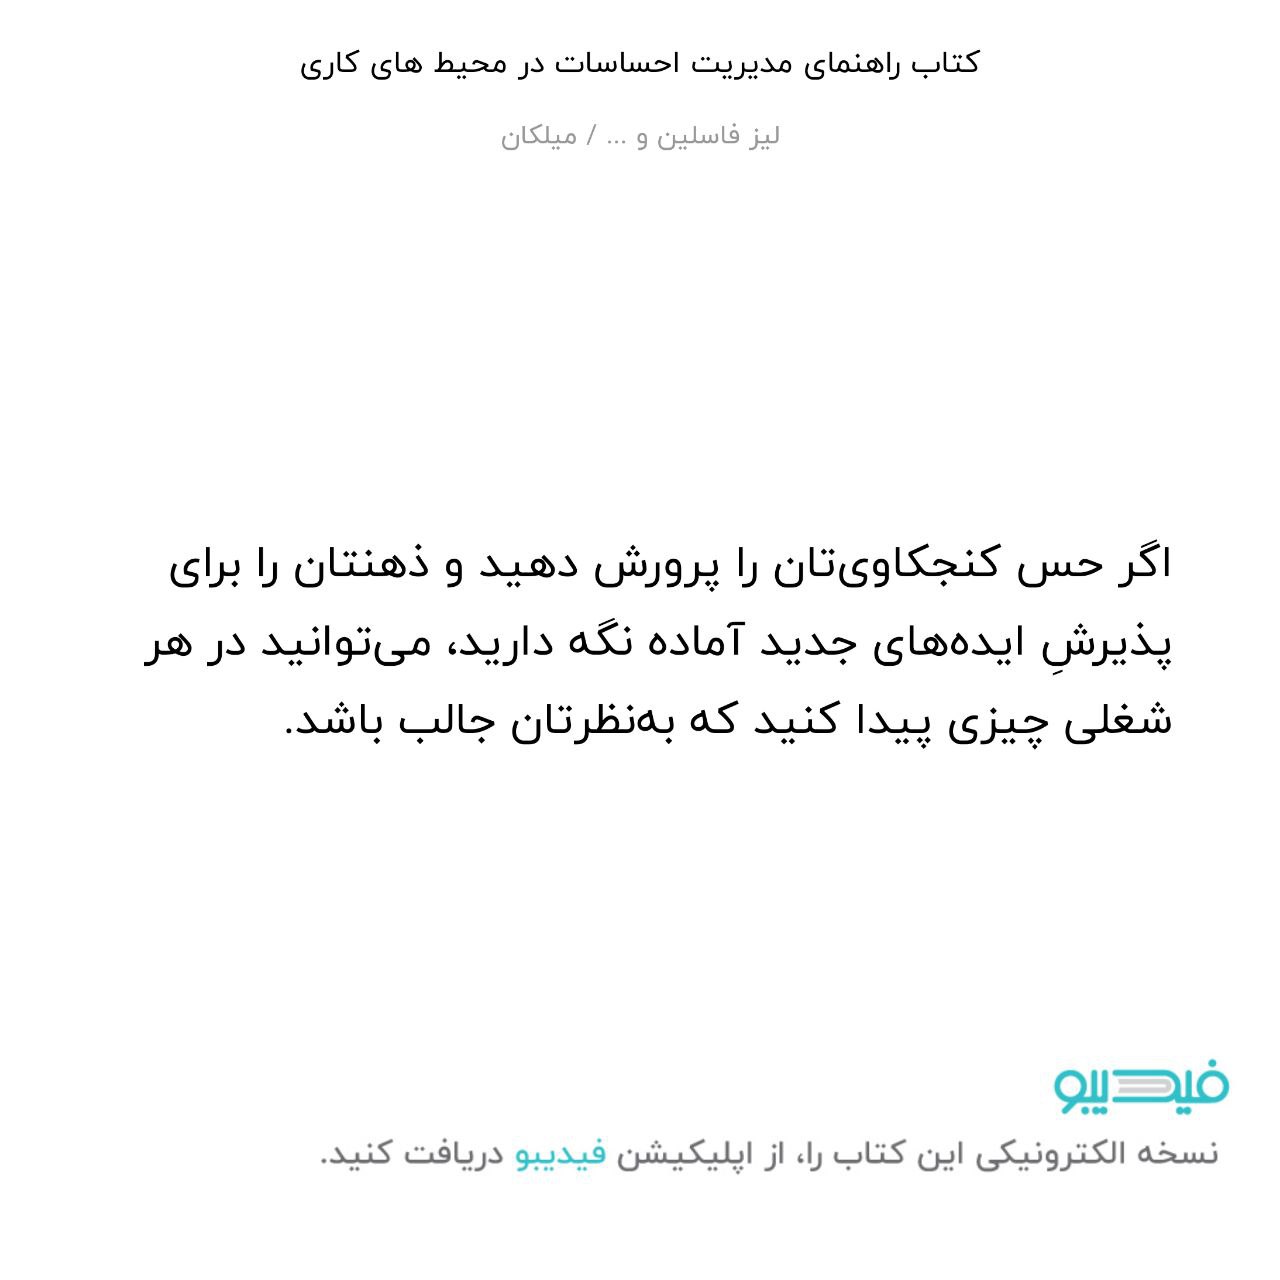 کتاب راهنمای مدیریت احساسات در محیط های کاری
لیز فاسلین و ... / میلکان
اگر حس کنجکاوی‌تان را پرورش دهید و ذهنتان را برای
پذیرشِ ایده‌های جدید آماده نگه دارید، می‌توانید در هر
شغلی چیزی پیدا کنید که به‌نظرتان جالب باشد.
فیدیبو
نسخه الکترونیکی این کتاب را، از اپلیکیشن فیدیبو دریافت کنید.